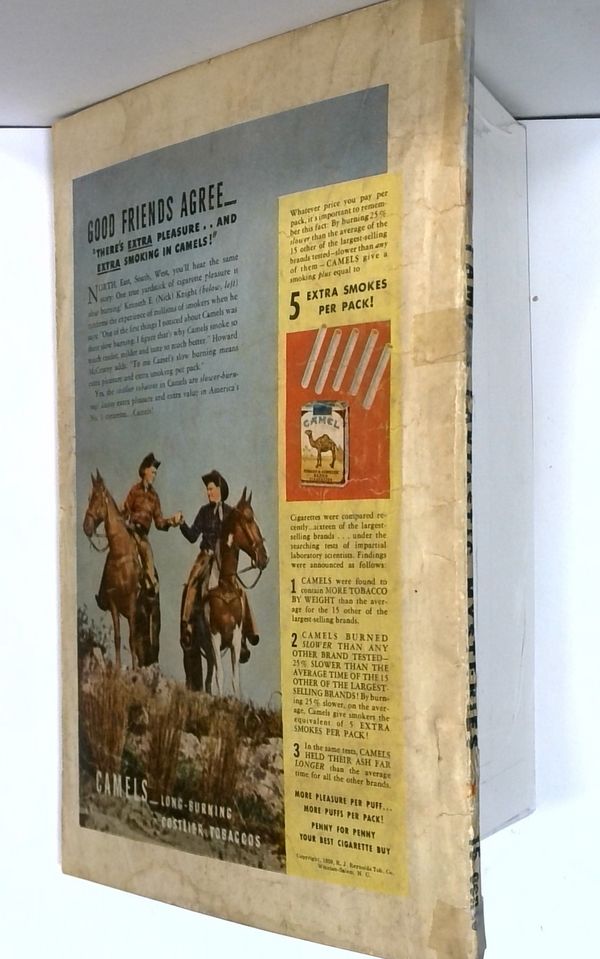 GOOD FRIENDS AGREE—
"THERE'S EXTRA PLEASURE . . AND
EXTRA SMOKING IN CAMELS!"
NORTH, East, South, West, you'll hear the same
story: One true yardstick of cigarette pleasure is
slow burning! Kenneth E. (Nick) Knight (below, left)
the experience of millions of smokers when he
says: "One of the first things I noticed about Camels was
their slow burning. I figure that's why Camels smoke so
much cooler, milder and taste so much better." Howard
McCrorey adds: "To me Camel's slow burning means
extra pleasure and extra smoking per pack."
Yes, the costlier tobaccos in Camels are slower-burn-
extra pleasure and extra value in America's
No. 1 cigarette...Camels!
CAMELS—LONG-BURNING
COSTLIER TOBACCOS
Whatever price you pay per
pack, it's important to remem-
ber this fact: By burning 25%
slower than the average of the
15 other of the largest-selling
brands tested—slower than any
of them—CAMELS give a
smoking plus equal to
5 EXTRA SMOKES
PER PACK!
CAMEL
Cigarettes were compared re-
cently...sixteen of the largest-
selling brands . . . under the
searching tests of impartial
laboratory scientists. Findings
were announced as follows:
1 CAMELS were found to
contain MORE TOBACCO
BY WEIGHT than the aver-
age for the 15 other of the
largest-selling brands.
2 CAMELS BURNED
SLOWER THAN ANY
OTHER BRAND TESTED—
25% SLOWER THAN THE
AVERAGE TIME OF THE 15
OTHER OF THE LARGEST-
SELLING BRANDS! By burn-
ing 25% slower, on the aver-
age, Camels give smokers the
equivalent of 5 EXTRA
SMOKES PER PACK!
3 In the same tests, CAMELS
HELD THEIR ASH FAR
LONGER than the average
time for all the other brands.
MORE PLEASURE PER PUFF...
MORE PUFFS PER PACK!
PENNY FOR PENNY
YOUR BEST CIGARETTE BUY
Copyright, 1939, R. J. Reynolds Tob. Co.
Winston-Salem, N. C.